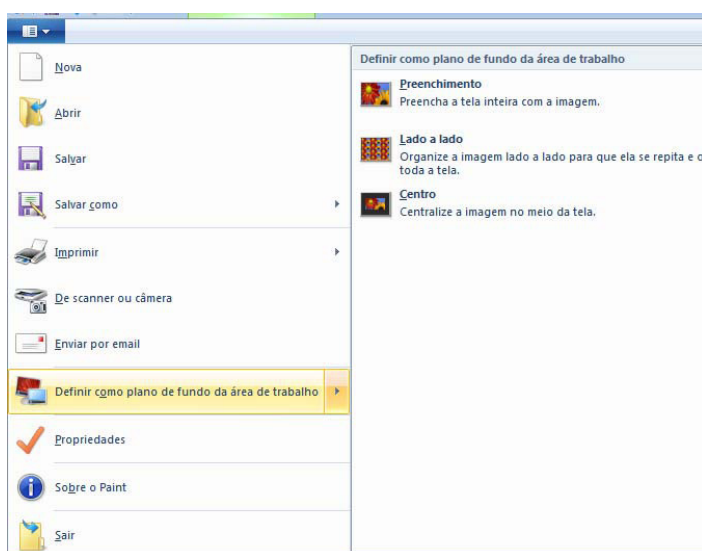 Nova
Abrir
Salvar
Salvar como
Imprimir
De scanner ou câmera
Enviar por email
Definir como plano de fundo da área de trabalho
Propriedades
Sobre o Paint
Sair
Definir como plano de fundo da área de trabalho
Preenchimento
Preencha a tela inteira com a imagem.
Lado a lado
Organize a imagem lado a lado para que ela se repita e
toda a tela.
Centro
Centralize a imagem no meio da tela.